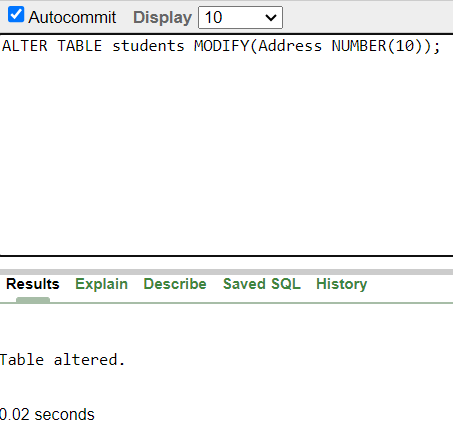 Autocommit Display 10
ALTER TABLE students MODIFY(Address NUMBER(10));
Results Explain Describe Saved SQL History
Table altered.
0.02 seconds